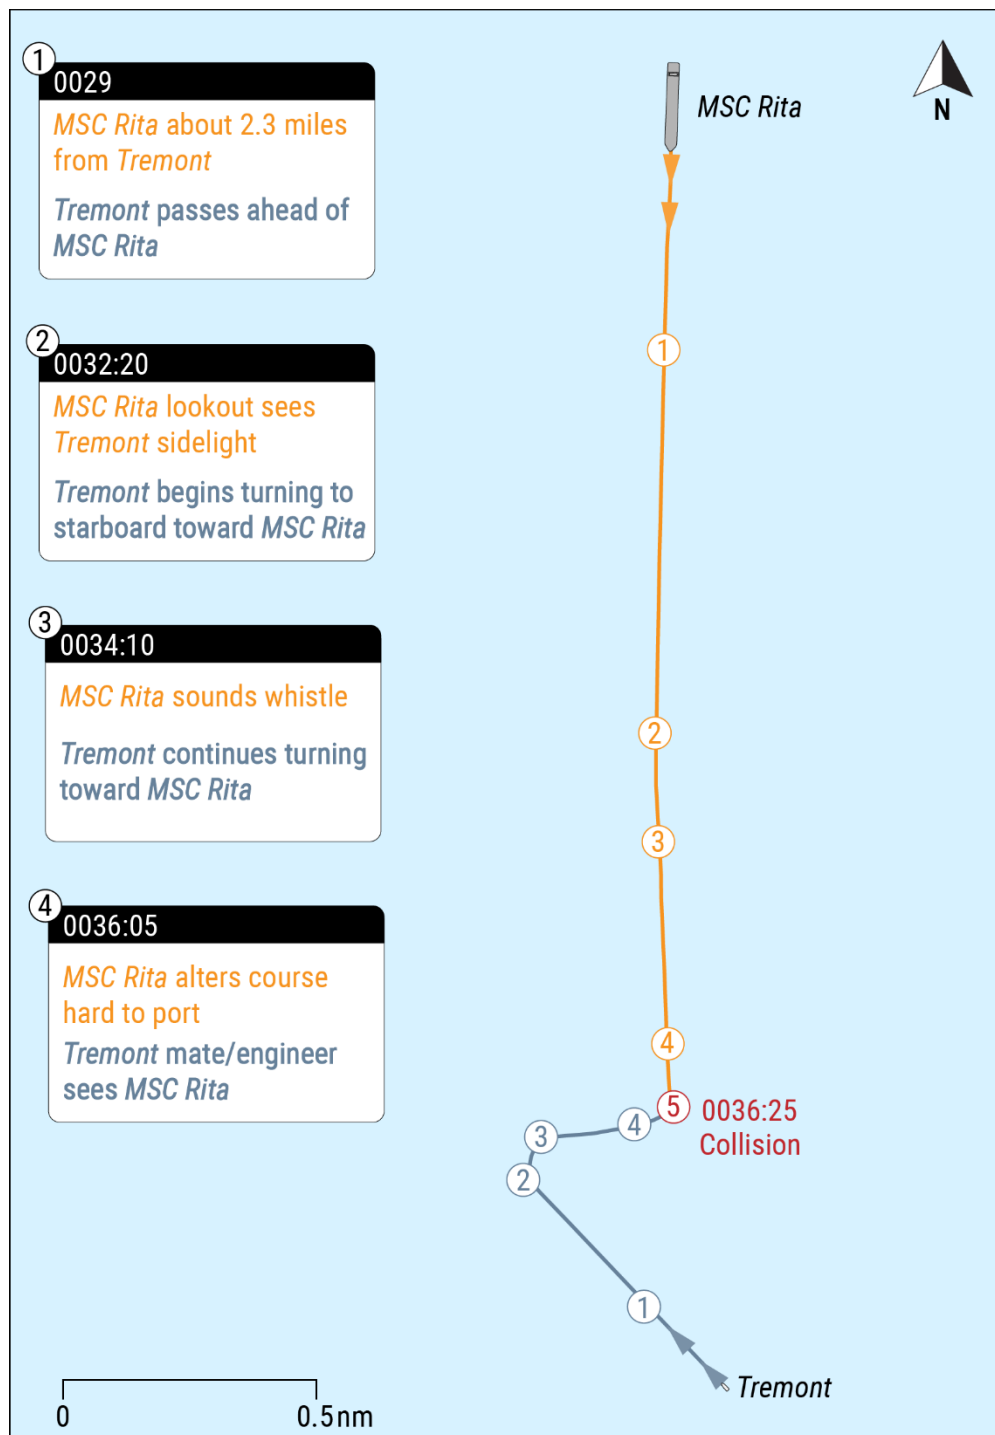 1
0029
MSC Rita about 2.3 miles
from Tremont
Tremont passes ahead of
MSC Rita
2
0032:20
MSC Rita lookout sees
Tremont sidelight
Tremont begins turning to
starboard toward MSC Rita
3
0034:10
MSC Rita sounds whistle
Tremont continues turning
toward MSC Rita
4
0036:05
MSC Rita alters course
hard to port
Tremont mate/engineer
sees MSC Rita
MSC Rita
N
1
2
3
4
5
0036:25
Collision
4
3
2
1
Tremont
0
0.5nm